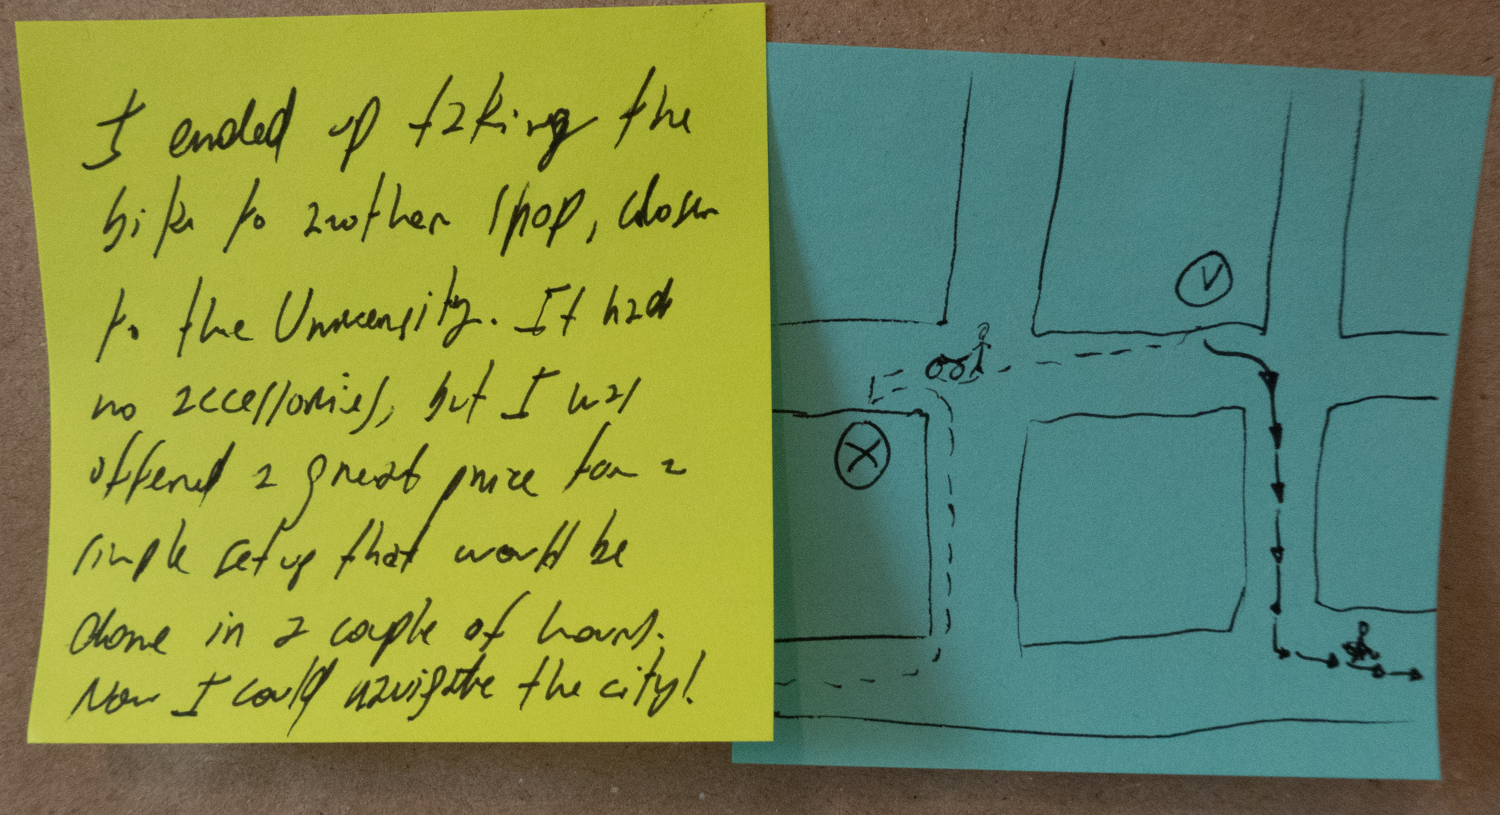 I ended up taking the
bike to another shop, closer
to the University. It had
no accessories, but I was
offered a great price for a
simple setup that would be
done in a couple of hours.
Now I could navigate the city!
V
X